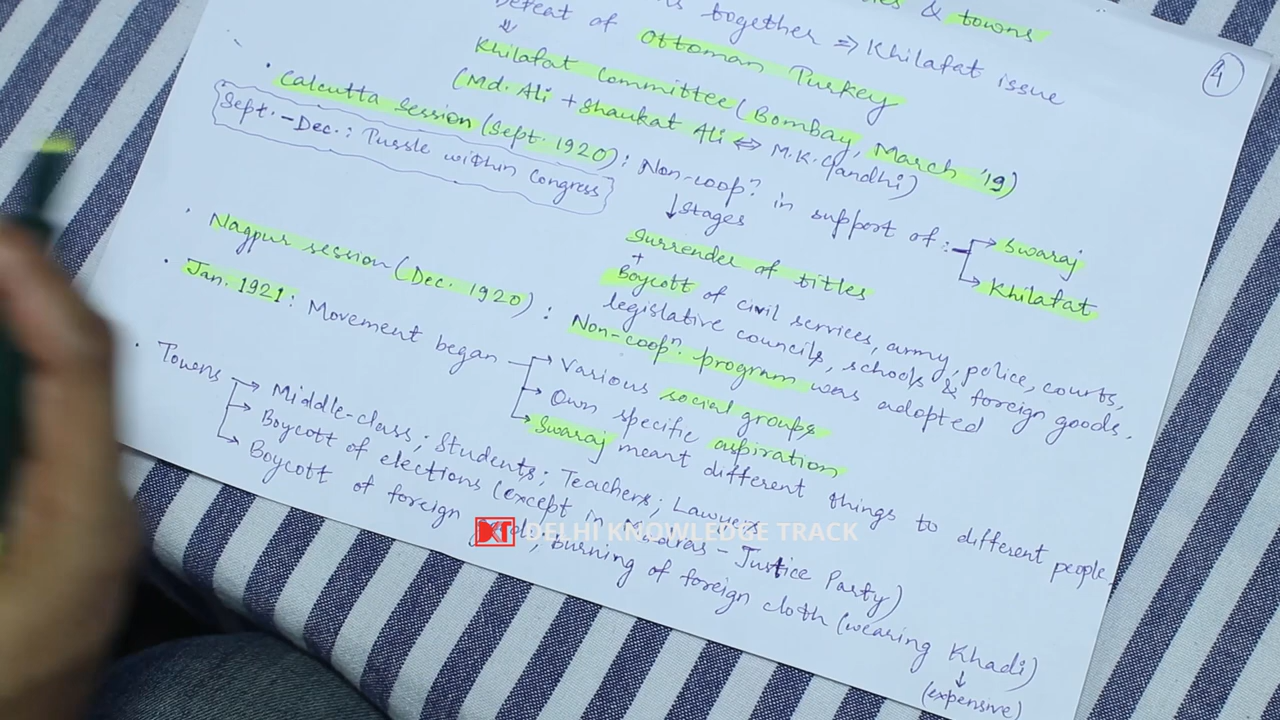 & towns
together ⇒ Khilafat issue
Defeat of Ottoman Turkey
4
⇓
Khilafat Committee (Bombay, March '19)
(Md. Ali + Shaukat Ali ⇔ M.K. Gandhi)
• Calcutta Session (Sept. 1920): Non-coopn. in support of :- → Swaraj
→ Khilafat
Sept.-Dec.: Tussle within Congress
↓ Stages
Surrender of titles
+
Boycott of civil services, army, police, courts,
legislative councils, schools & foreign goods.
• Nagpur session (Dec. 1920) : Non-coopn. program was adopted
• Jan. 1921 : Movement began → Various social groups
→ Own specific aspiration
→ Swaraj meant different things to different people.
• Towns → Middle-class ; Students ; Teachers ; Lawyers
→ Boycott of elections (except in Madras - Justice Party)
→ Boycott of foreign goods, burning of foreign cloth (wearing Khadi)
↓
(expensive)
DKT DELHI KNOWLEDGE TRACK